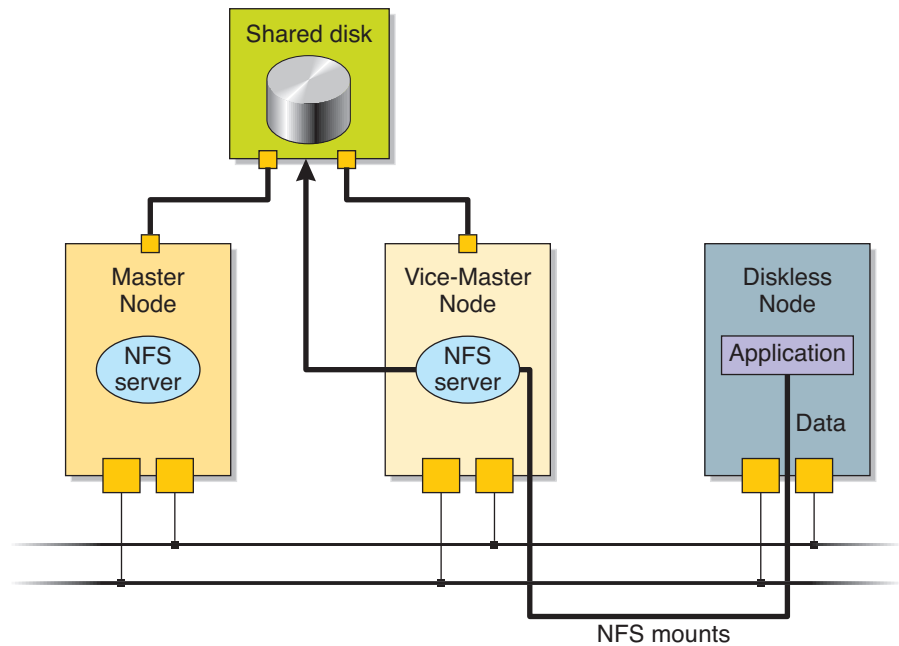 Shared disk
Master
Node
NFS
server
Vice-Master
Node
NFS
server
Diskless
Node
Application
Data
NFS mounts